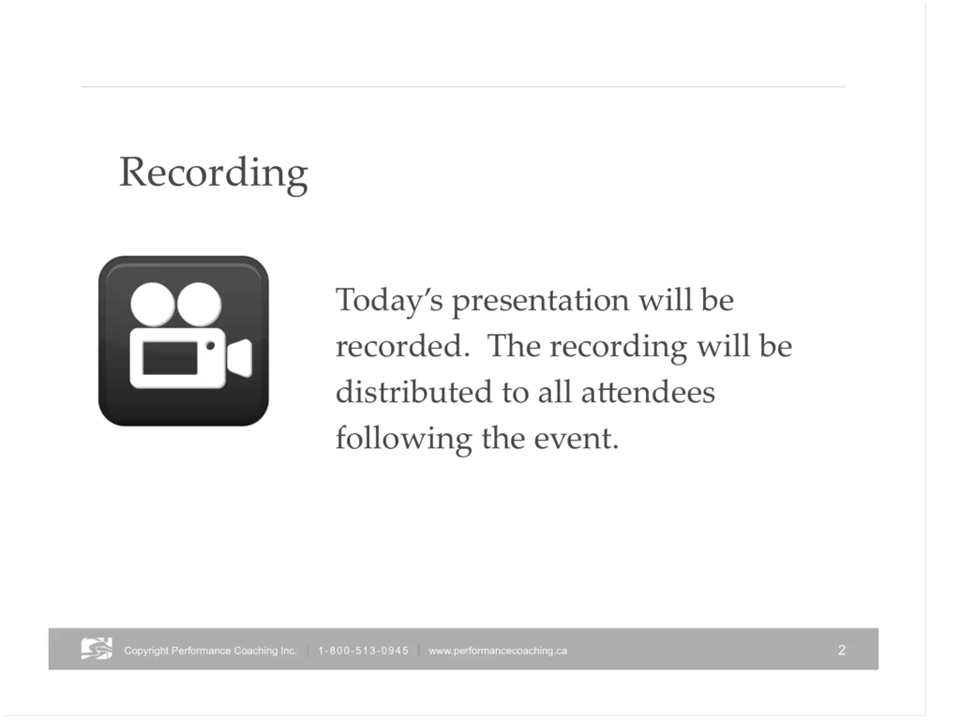 Recording
Today’s presentation will be
recorded.  The recording will be
distributed to all attendees
following the event.
Copyright Performance Coaching Inc. | 1-800-513-0945 | www.performancecoaching.ca 2